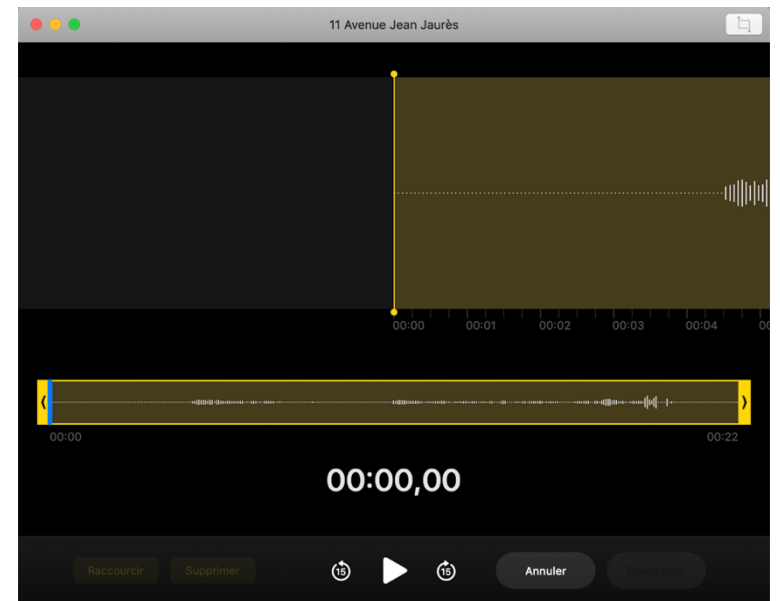 11 Avenue Jean Jaurès
00:00 00:01 00:02 00:03 00:04 00
00:00 00:22
00:00,00
Raccourcir Supprimer 15 15 Annuler Enregistrer